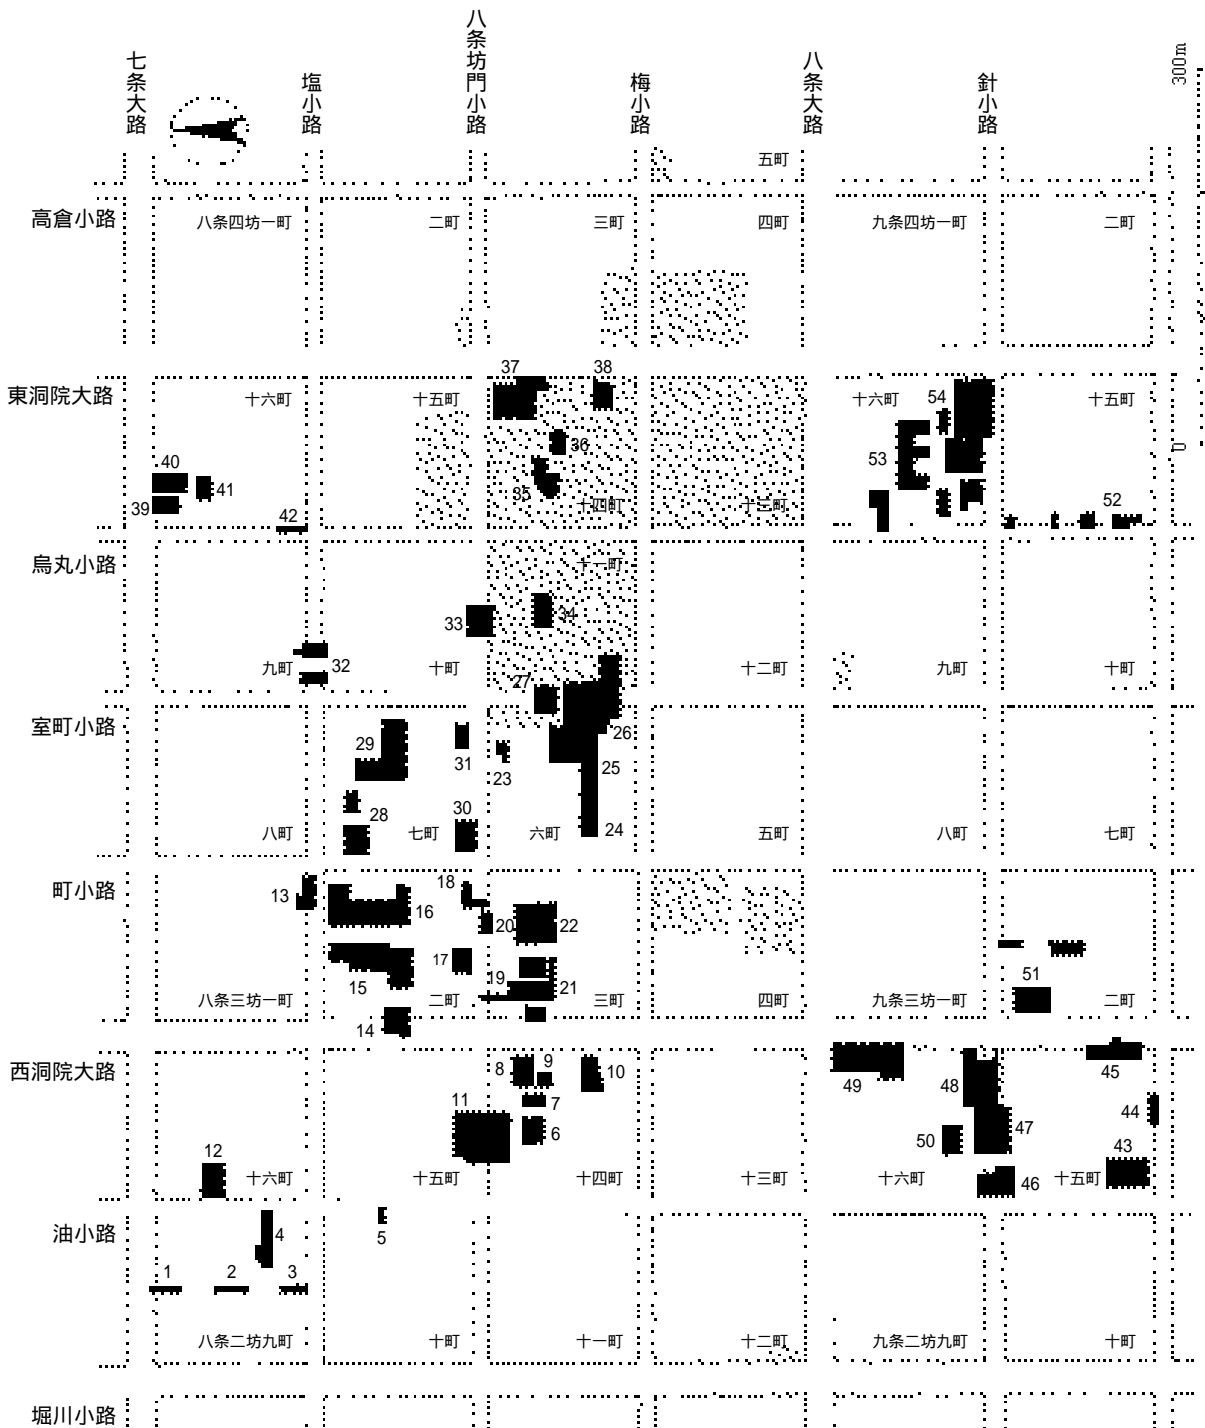 七条大路
塩小路
八条坊門小路
梅小路
八条大路
針小路
300m
0
五町
高倉小路
八条四坊一町
二町
三町
四町
九条四坊一町
二町
37
38
東洞院大路
十六町
十五町
十六町
54
十五町
36
53
40
41
35
十四町
十三町
52
39
42
烏丸小路
十一町
33
34
九町
32
十町
十二町
九町
十町
27
室町小路
26
29
31
23
25
28
30
24
八町
七町
六町
五町
八町
七町
町小路
13
18
16
20
22
17
19
15
21
51
八条三坊一町
二町
三町
四町
九条三坊一町
二町
14
西洞院大路
8
9
10
49
48
45
11
7
6
44
47
50
43
12
十六町
十五町
十四町
十三町
十六町
46
十五町
油小路
4
5
1
2
3
八条二坊九町
十町
十一町
十二町
九条二坊九町
十町
堀川小路